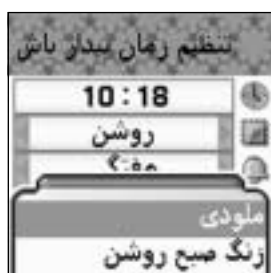 تنظیم زمان بیدار باش
10:18
روشن
ملودی
زنگ صبح روشن